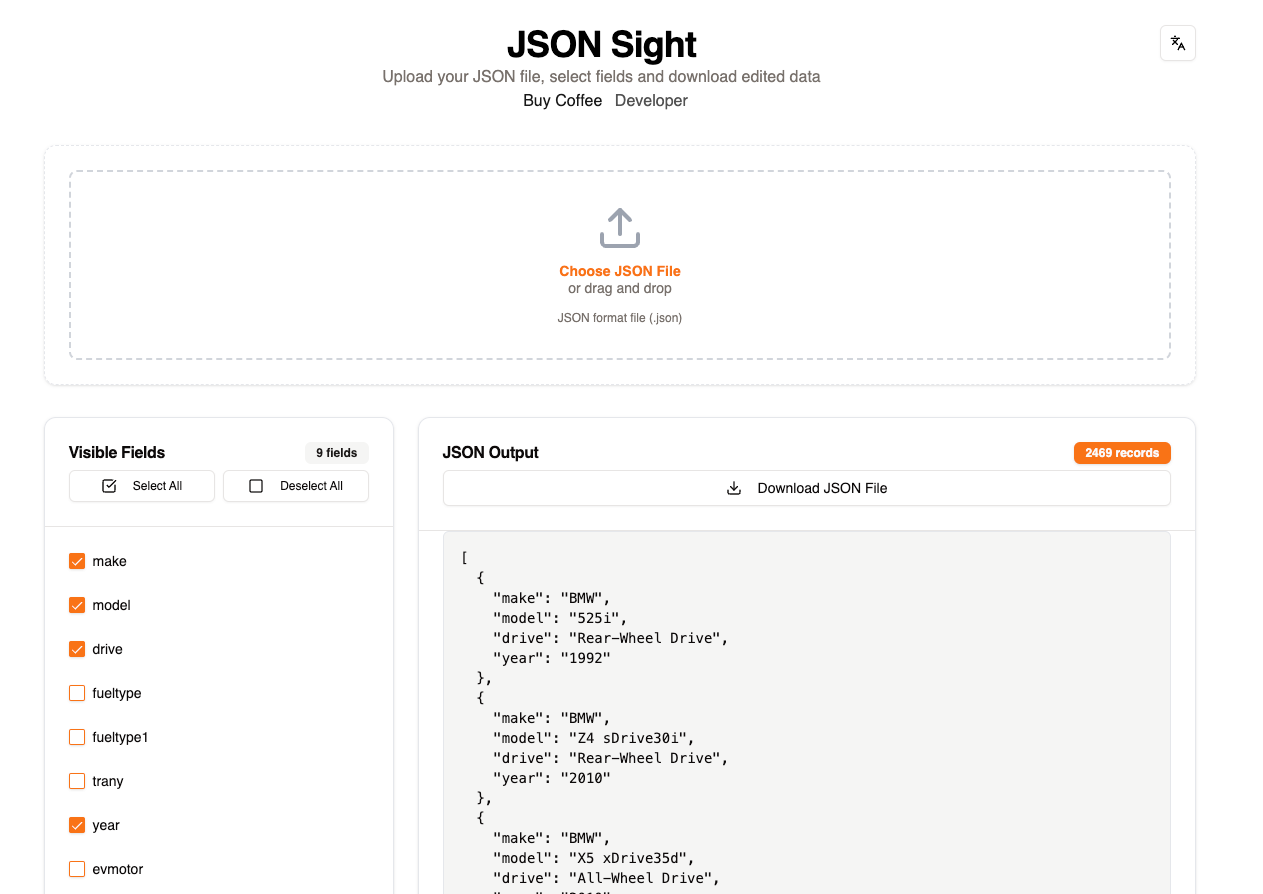 JSON Sight
Upload your JSON file, select fields and download edited data
Buy Coffee Developer
Choose JSON File
or drag and drop
JSON format file (.json)
Visible Fields
9 fields
Select All
Deselect All
make
model
drive
fueltype
fueltype1
trany
year
evmotor
JSON Output
2469 records
Download JSON File
[
  {
    "make": "BMW",
    "model": "525i",
    "drive": "Rear-Wheel Drive",
    "year": "1992"
  },
  {
    "make": "BMW",
    "model": "Z4 sDrive30i",
    "drive": "Rear-Wheel Drive",
    "year": "2010"
  },
  {
    "make": "BMW",
    "model": "X5 xDrive35d",
    "drive": "All-Wheel Drive",